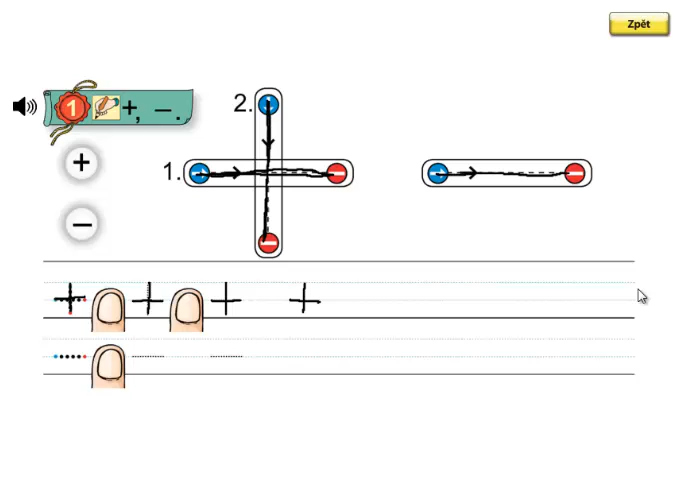 Zpět
1 +, −.
2.
+
1.
−
+ + + +